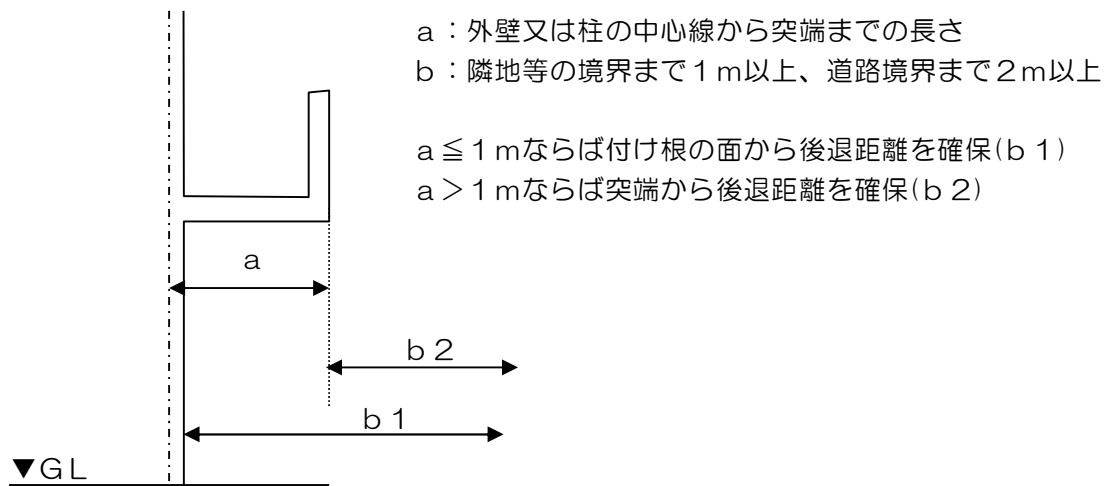 a：外壁又は柱の中心線から突端までの長さ
b：隣地等の境界まで１m以上、道路境界まで２m以上
a≦１mならば付け根の面から後退距離を確保(b１)
a＞１mならば突端から後退距離を確保(b２)
a
b２
b１
▼GL